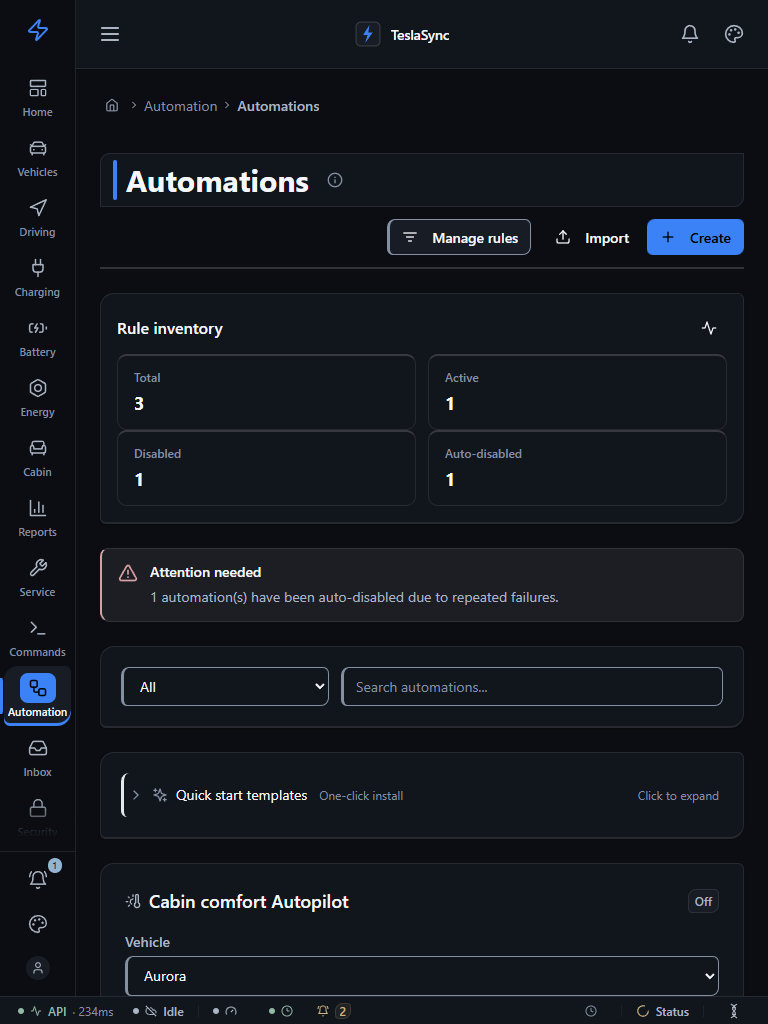 TeslaSync
Home
Vehicles
Driving
Charging
Battery
Energy
Cabin
Reports
Service
Commands
Automation
Inbox
Security
1
Automation
Automations
Automations
Manage rules
Import
Create
Rule inventory
Total
3
Active
1
Disabled
1
Auto-disabled
1
Attention needed
1 automation(s) have been auto-disabled due to repeated failures.
All
Search automations...
Quick start templates One-click install Click to expand
Cabin comfort Autopilot
Off
Vehicle
Aurora
API · 234ms Idle 2 Status